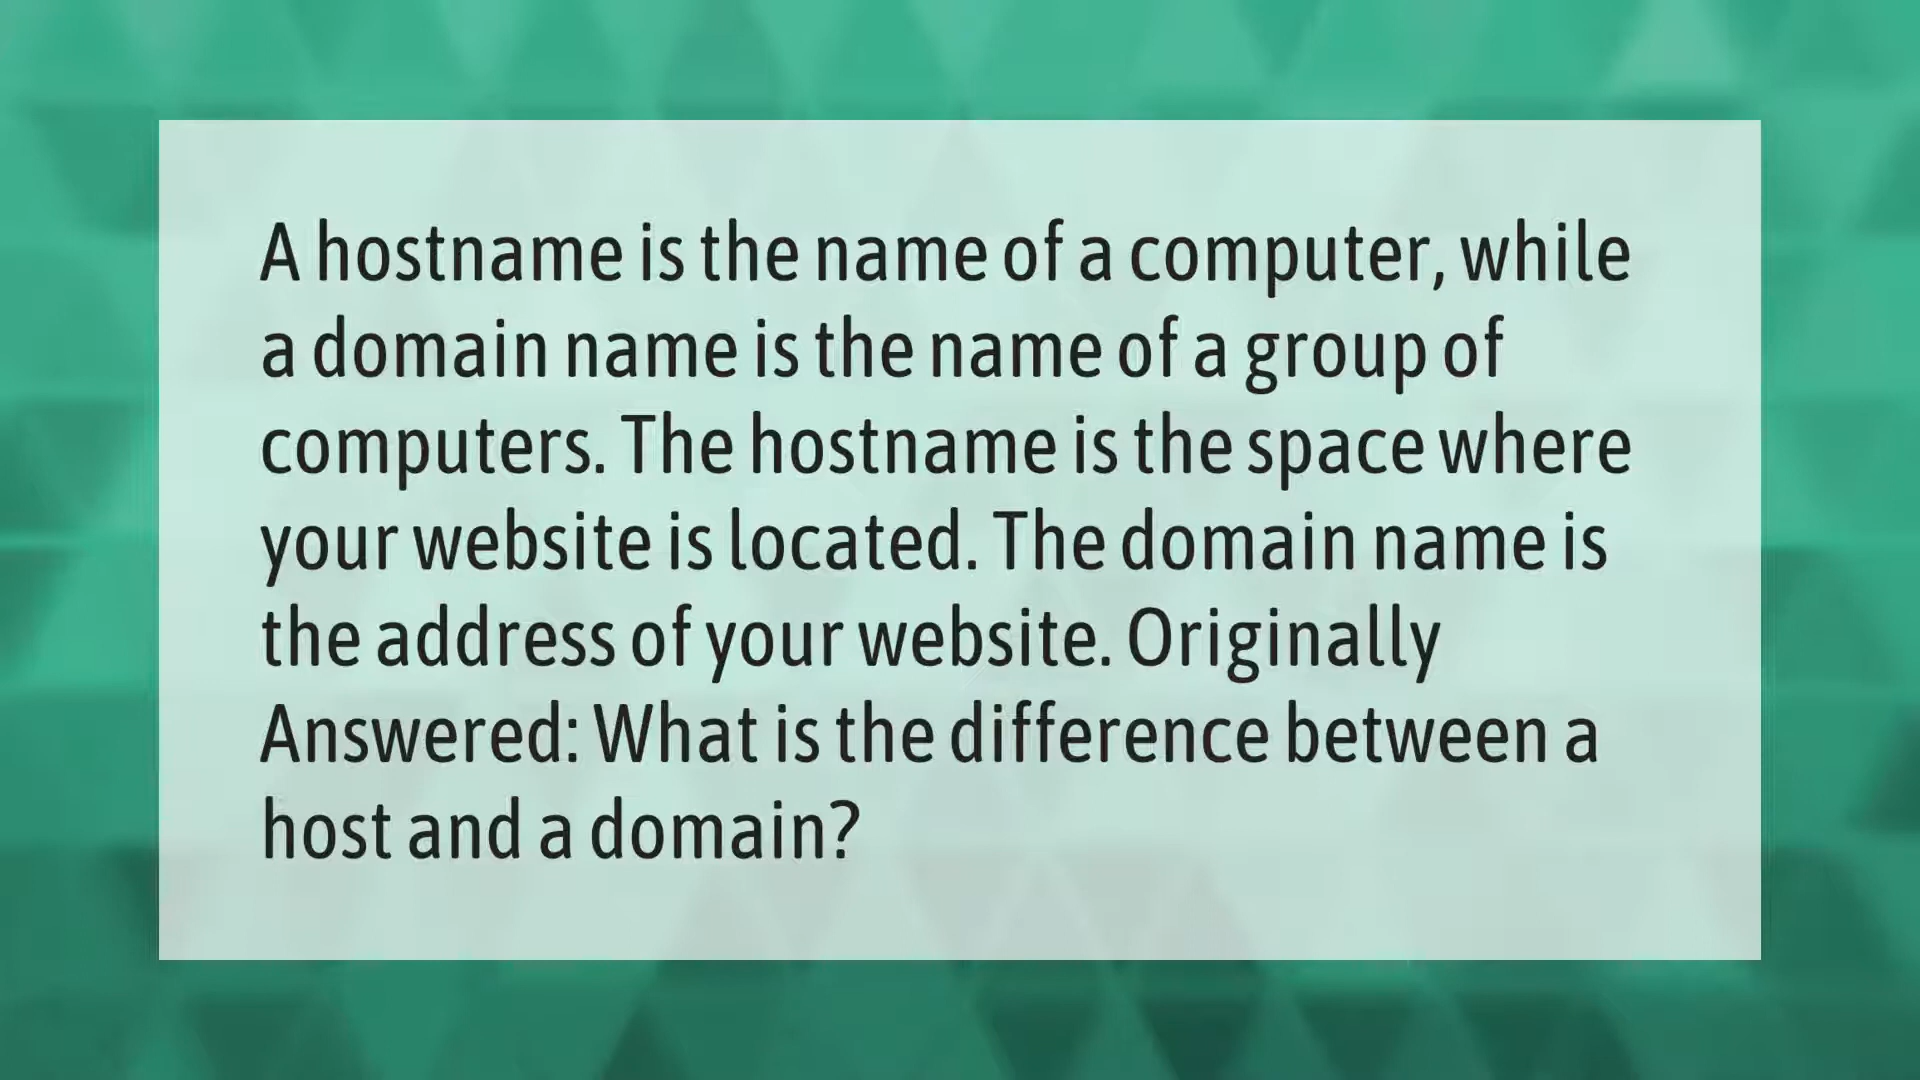 A hostname is the name of a computer, while
a domain name is the name of a group of
computers. The hostname is the space where
your website is located. The domain name is
the address of your website. Originally
Answered: What is the difference between a
host and a domain?